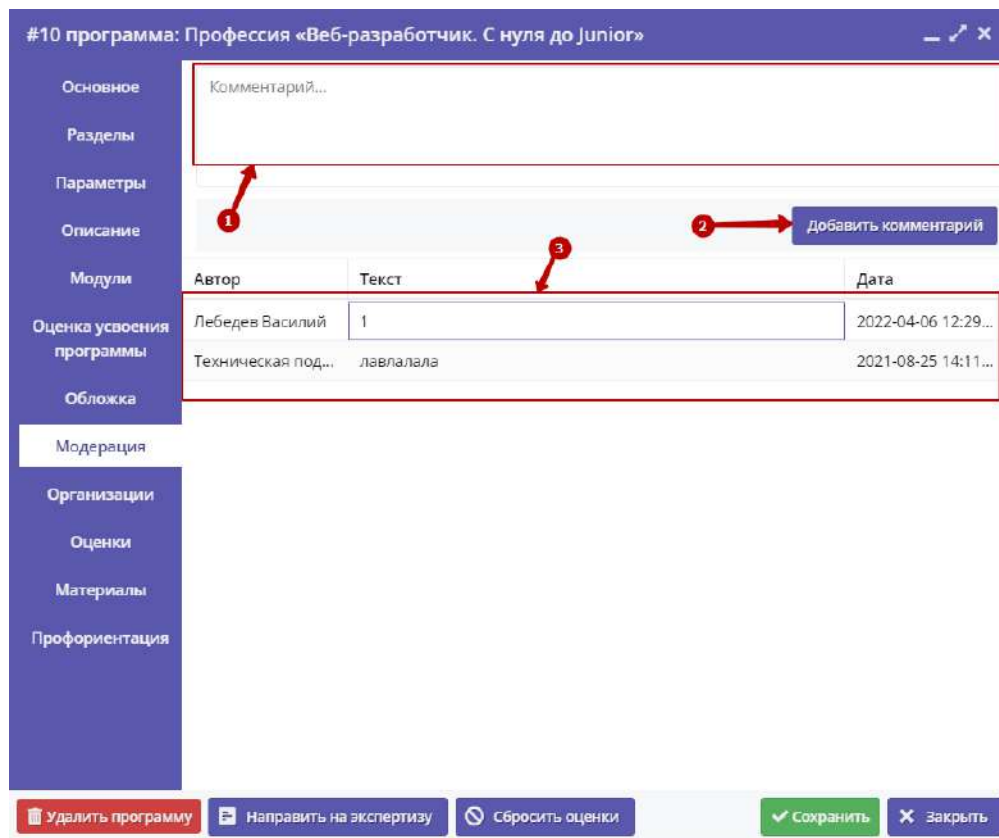 #10 программа: Профессия «Веб-разработчик. С нуля до Junior»
Основное
Комментарий...
Разделы
Параметры
1
Описание
2
Добавить комментарий
3
Модули
Автор Текст Дата
Оценка усвоения
программы
Лебедев Василий 1 2022-04-06 12:29...
Техническая под... лавлалала 2021-08-25 14:11...
Обложка
Модерация
Организации
Оценки
Материалы
Профориентация
Удалить программу Направить на экспертизу Сбросить оценки Сохранить Закрыть